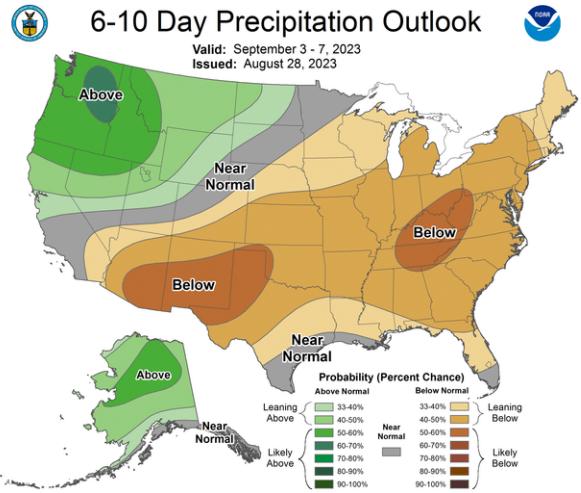 6-10 Day Precipitation Outlook
NOAA
Valid: September 3 - 7, 2023
Issued: August 28, 2023
Above
Near
Normal
Below
Below
Near
Normal
Above
Near
Normal
Probability (Percent Chance)
Above Normal
Below Normal
Leaning
Above
33-40%
40-50%
Likely
Above
50-60%
60-70%
70-80%
80-90%
90-100%
Near
Normal
33-40%
40-50%
Leaning
Below
50-60%
60-70%
70-80%
80-90%
90-100%
Likely
Below